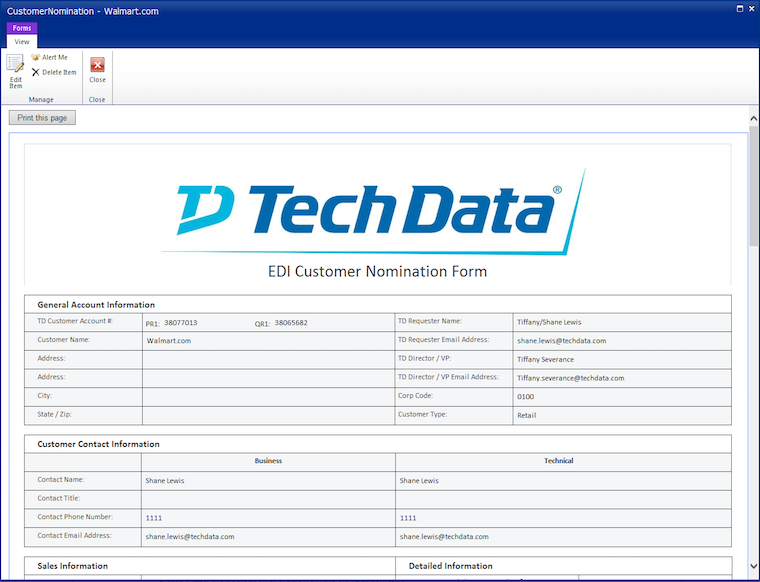 CustomerNomination - Walmart.com
Forms
View
Edit Item
Alert Me
Delete Item
Manage
Close
Close
Print this page
TD Tech Data®
EDI Customer Nomination Form
General Account Information
TD Customer Account #: PR1: 38077013 QR1: 38065682 TD Requester Name: Tiffany/Shane Lewis
Customer Name: Walmart.com TD Requester Email Address: shane.lewis@techdata.com
Address: TD Director / VP: Tiffany Severance
Address: TD Director / VP Email Address: Tiffany.severance@techdata.com
City: Corp Code: 0100
State / Zip: Customer Type: Retail
Customer Contact Information
Business Technical
Contact Name: Shane Lewis Shane Lewis
Contact Title:
Contact Phone Number: 1111 1111
Contact Email Address: shane.lewis@techdata.com shane.lewis@techdata.com
Sales Information Detailed Information